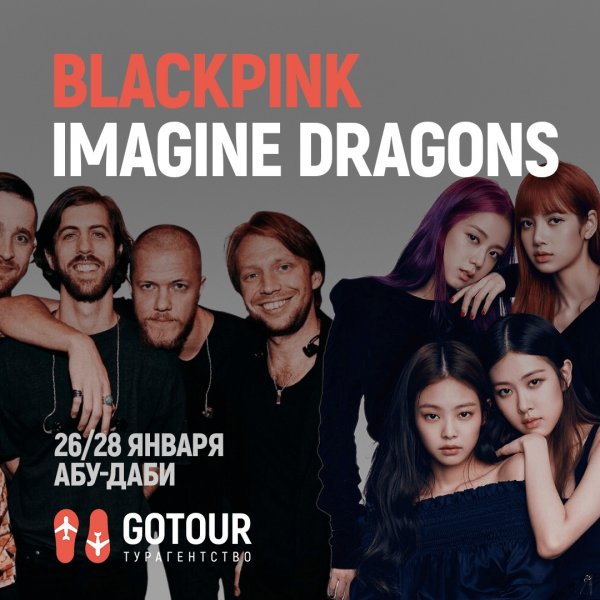 BLACKPINK
IMAGINE DRAGONS
26/28 ЯНВАРЯ
АБУ-ДАБИ
GOTOUR
ТУРАГЕНТСТВО